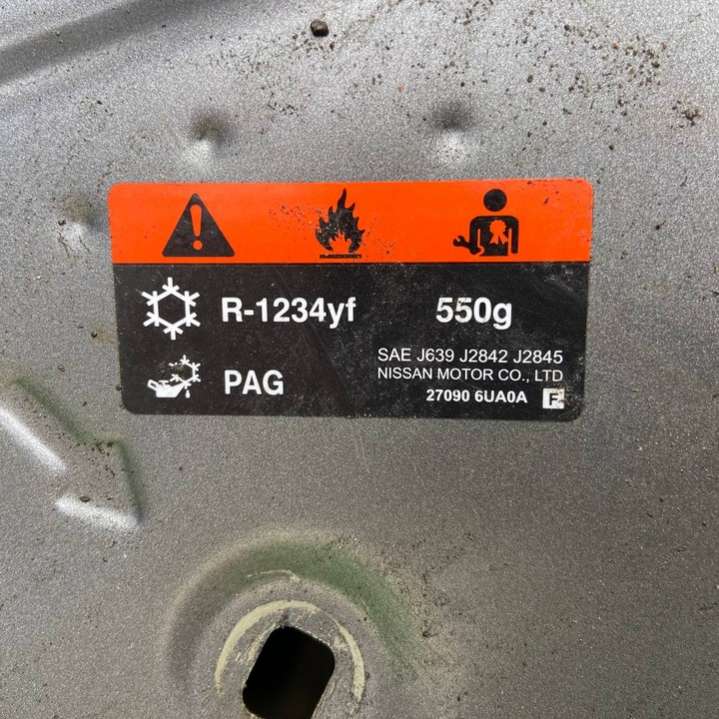 R-1234yf 550g
SAE J639 J2842 J2845
NISSAN MOTOR CO., LTD
PAG
27090 6UA0A F